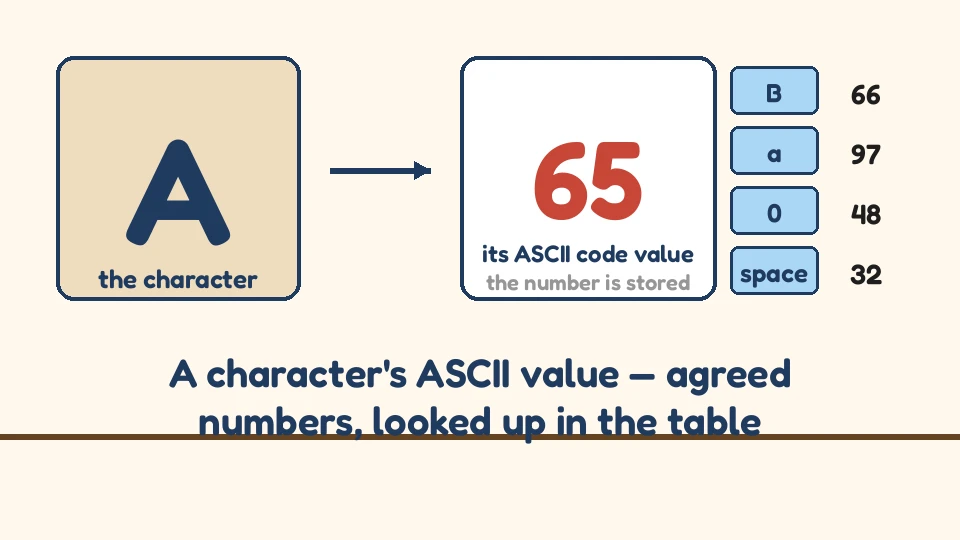 A
the character
65
its ASCII code value
the number is stored
B 66
a 97
0 48
space 32
A character's ASCII value — agreed
numbers, looked up in the table